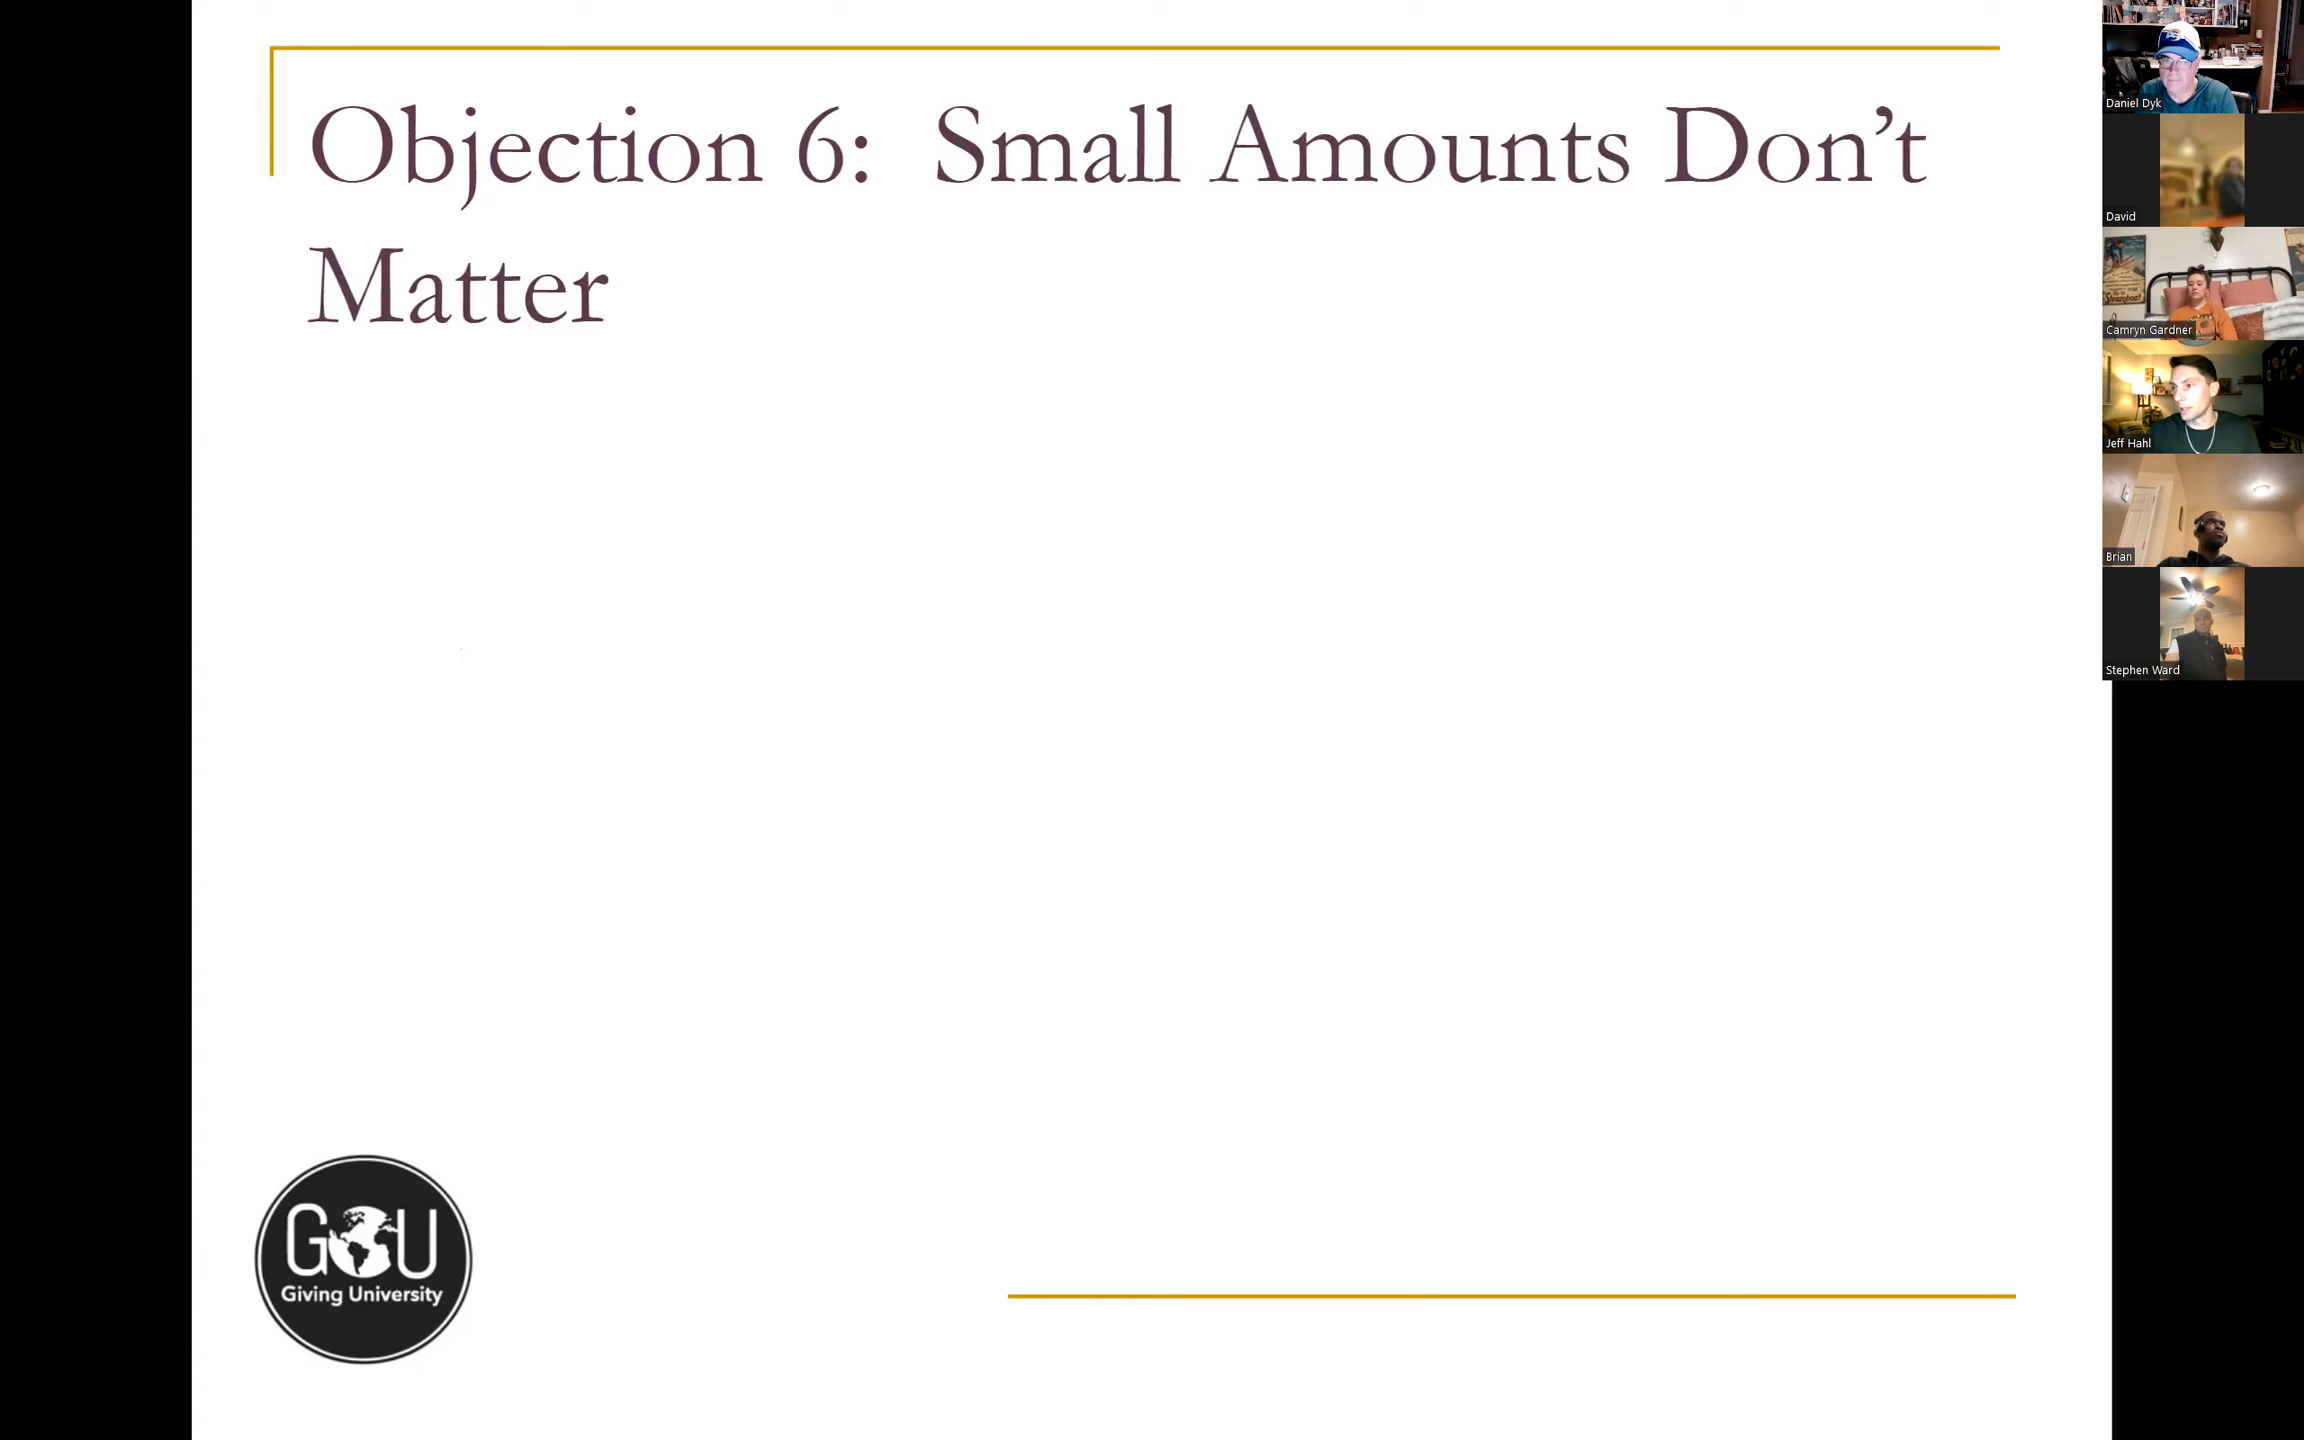 Objection 6:  Small Amounts Don’t
Matter
GU
Giving University
Daniel Dyk
David
Camryn Gardner
Jeff Hahl
Brian
Stephen Ward
Steamboat